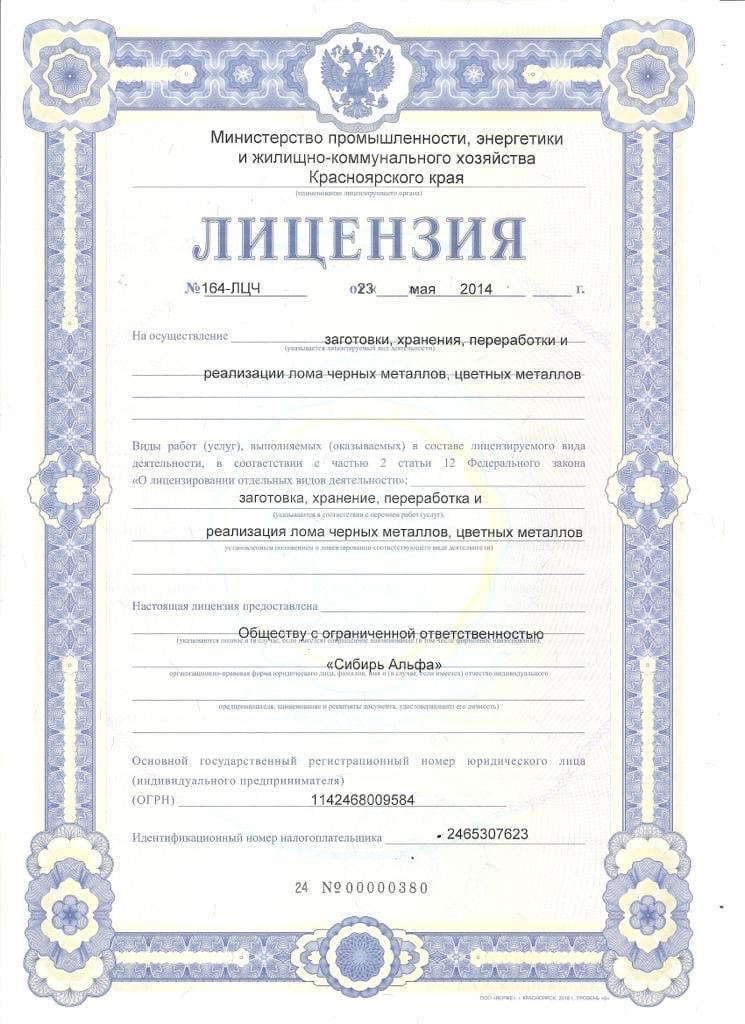 Министерство промышленности, энергетики
и жилищно-коммунального хозяйства
Красноярского края
(наименование лицензирующего органа)
ЛИЦЕНЗИЯ
№ 164-ЛЦЧ от « 23 » мая 2014 г.
На осуществление заготовки, хранения, переработки и
(указывается лицензируемый вид деятельности)
реализации лома черных металлов, цветных металлов
Виды работ (услуг), выполняемых (оказываемых) в составе лицензируемого вида
деятельности, в соответствии с частью 2 статьи 12 Федерального закона
«О лицензировании отдельных видов деятельности»:
заготовка, хранение, переработка и
(указываются в соответствии с перечнем работ (услуг),
реализация лома черных металлов, цветных металлов
установленным положением о лицензировании соответствующего вида деятельности)
Настоящая лицензия предоставлена
Обществу с ограниченной ответственностью
(указываются полное и (в случае, если имеется) сокращенное наименование (в том числе фирменное наименование),
«Сибирь Альфа»
организационно-правовая форма юридического лица, фамилия, имя и (в случае, если имеется) отчество индивидуального
предпринимателя, наименование и реквизиты документа, удостоверяющего его личность)
Основной государственный регистрационный номер юридического лица
(индивидуального предпринимателя)
(ОГРН) 1142468009584
Идентификационный номер налогоплательщика 2465307623
24 №00000380